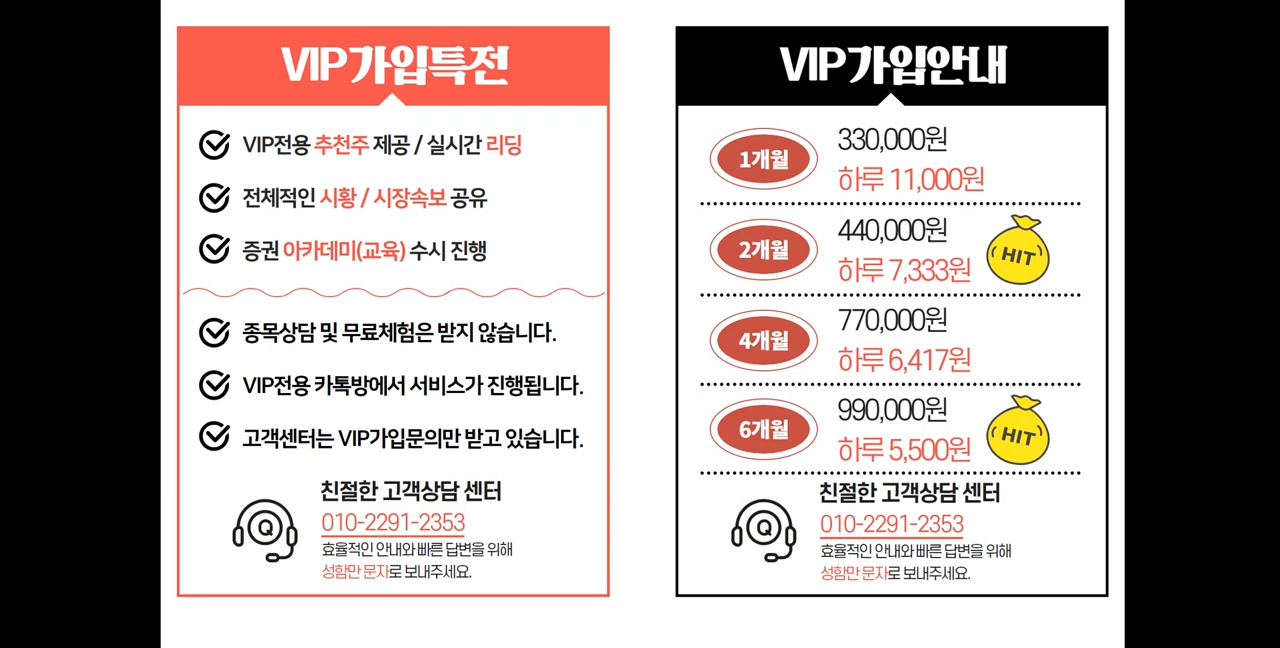 VIP가입특전
VIP전용 추천주 제공 / 실시간 리딩
전체적인 시황 / 시장속보 공유
증권 아카데미(교육) 수시 진행
종목상담 및 무료체험은 받지 않습니다.
VIP전용 카톡방에서 서비스가 진행됩니다.
고객센터는 VIP가입문의만 받고 있습니다.
Q
친절한 고객상담 센터
010-2291-2353
효율적인 안내와 빠른 답변을 위해
성함만 문자로 보내주세요.
VIP가입안내
1개월
330,000원
하루 11,000원
2개월
440,000원
하루 7,333원
HIT
4개월
770,000원
하루 6,417원
6개월
990,000원
하루 5,500원
HIT
Q
친절한 고객상담 센터
010-2291-2353
효율적인 안내와 빠른 답변을 위해
성함만 문자로 보내주세요.